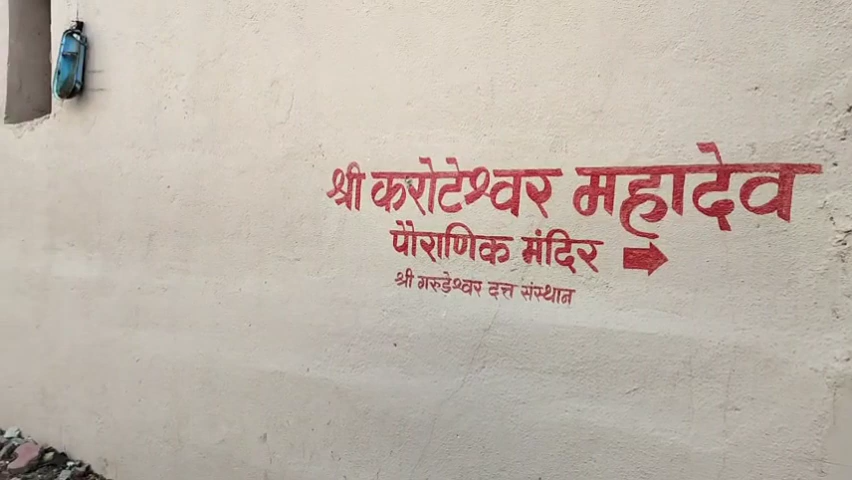 श्री करोटेश्वर महादेव
पौराणिक मंदिर
श्री गरुडेश्वर दत्त संस्थान